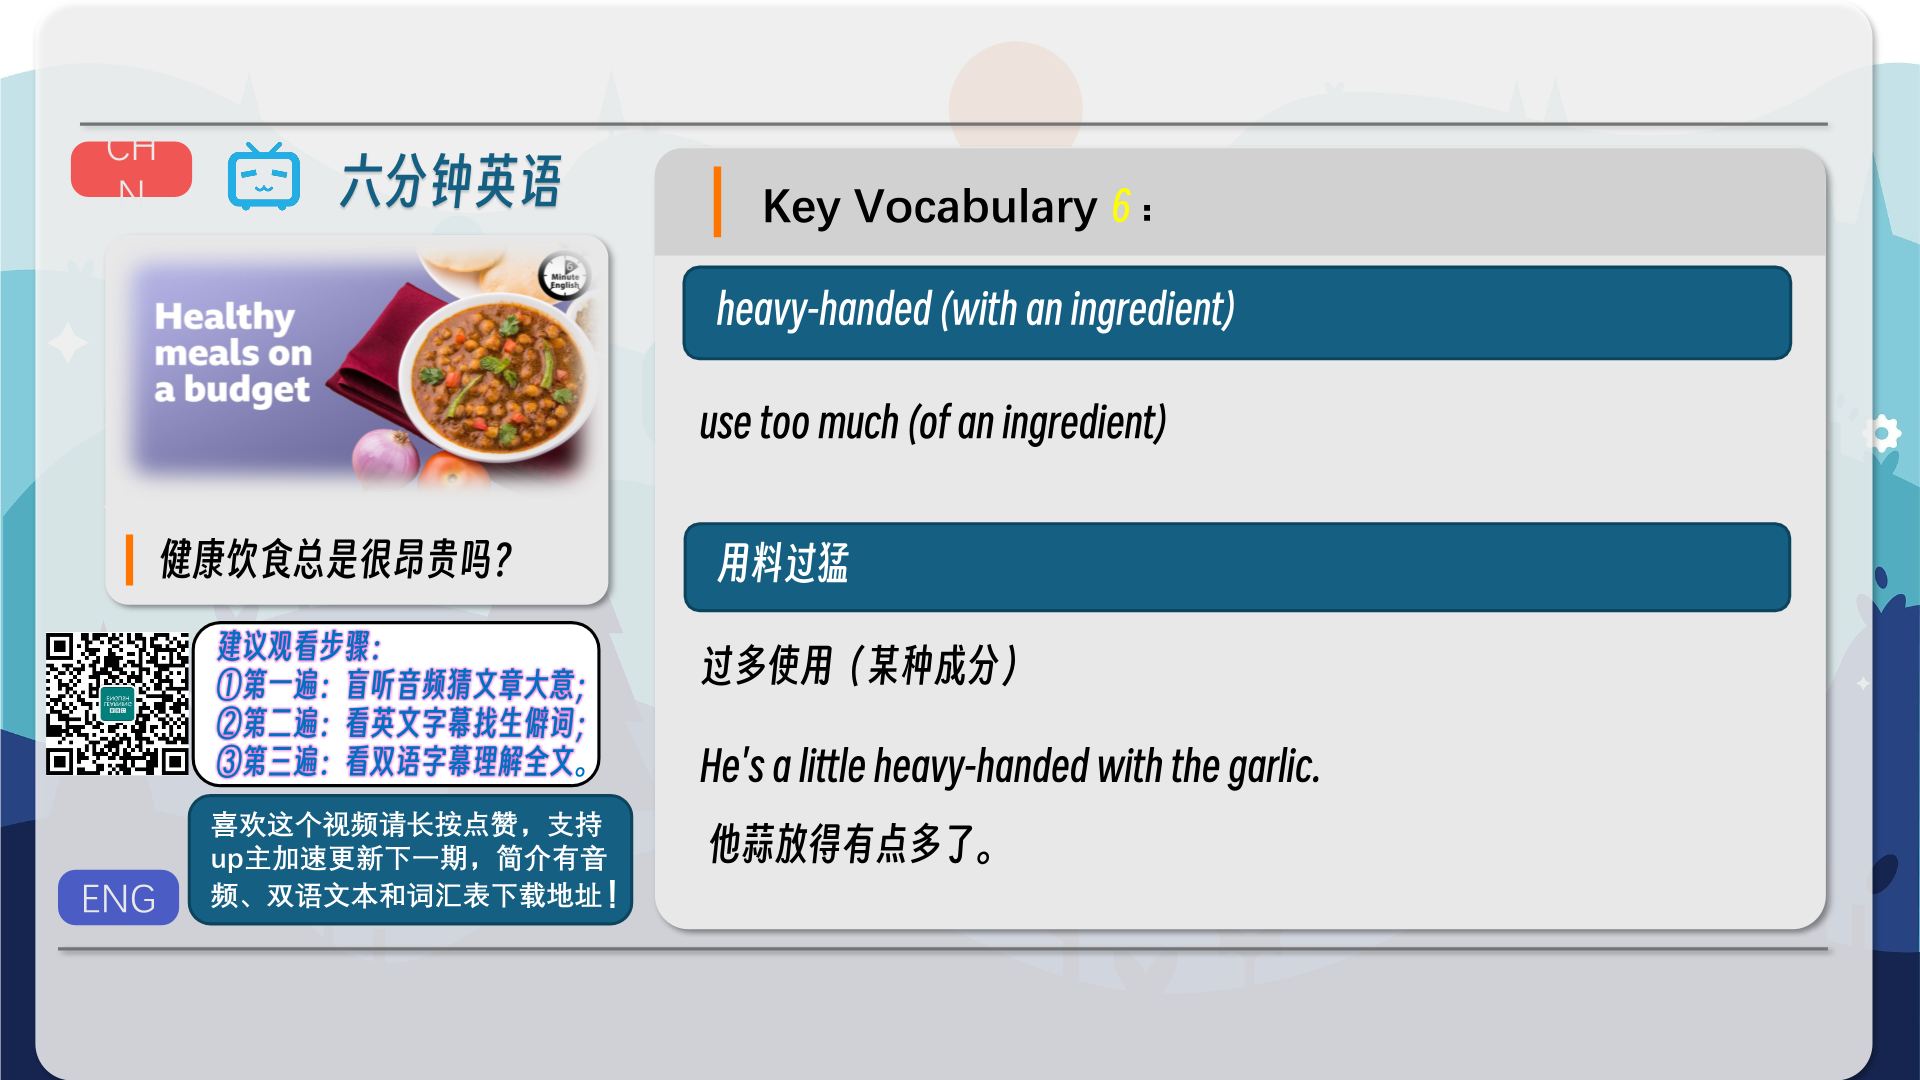 CH
N
六分钟英语
Healthy
meals on
a budget
6
Minute
English
健康饮食总是很昂贵吗?
建议观看步骤：
①第一遍：盲听音频猜文章大意；
②第二遍：看英文字幕找生僻词；
③第三遍：看双语字幕理解全文。
喜欢这个视频请长按点赞，支持
up主加速更新下一期，简介有音
频、双语文本和词汇表下载地址！
ENG
Key Vocabulary 6：
heavy-handed (with an ingredient)
use too much (of an ingredient)
用料过猛
过多使用（某种成分）
He's a little heavy-handed with the garlic.
他蒜放得有点多了。